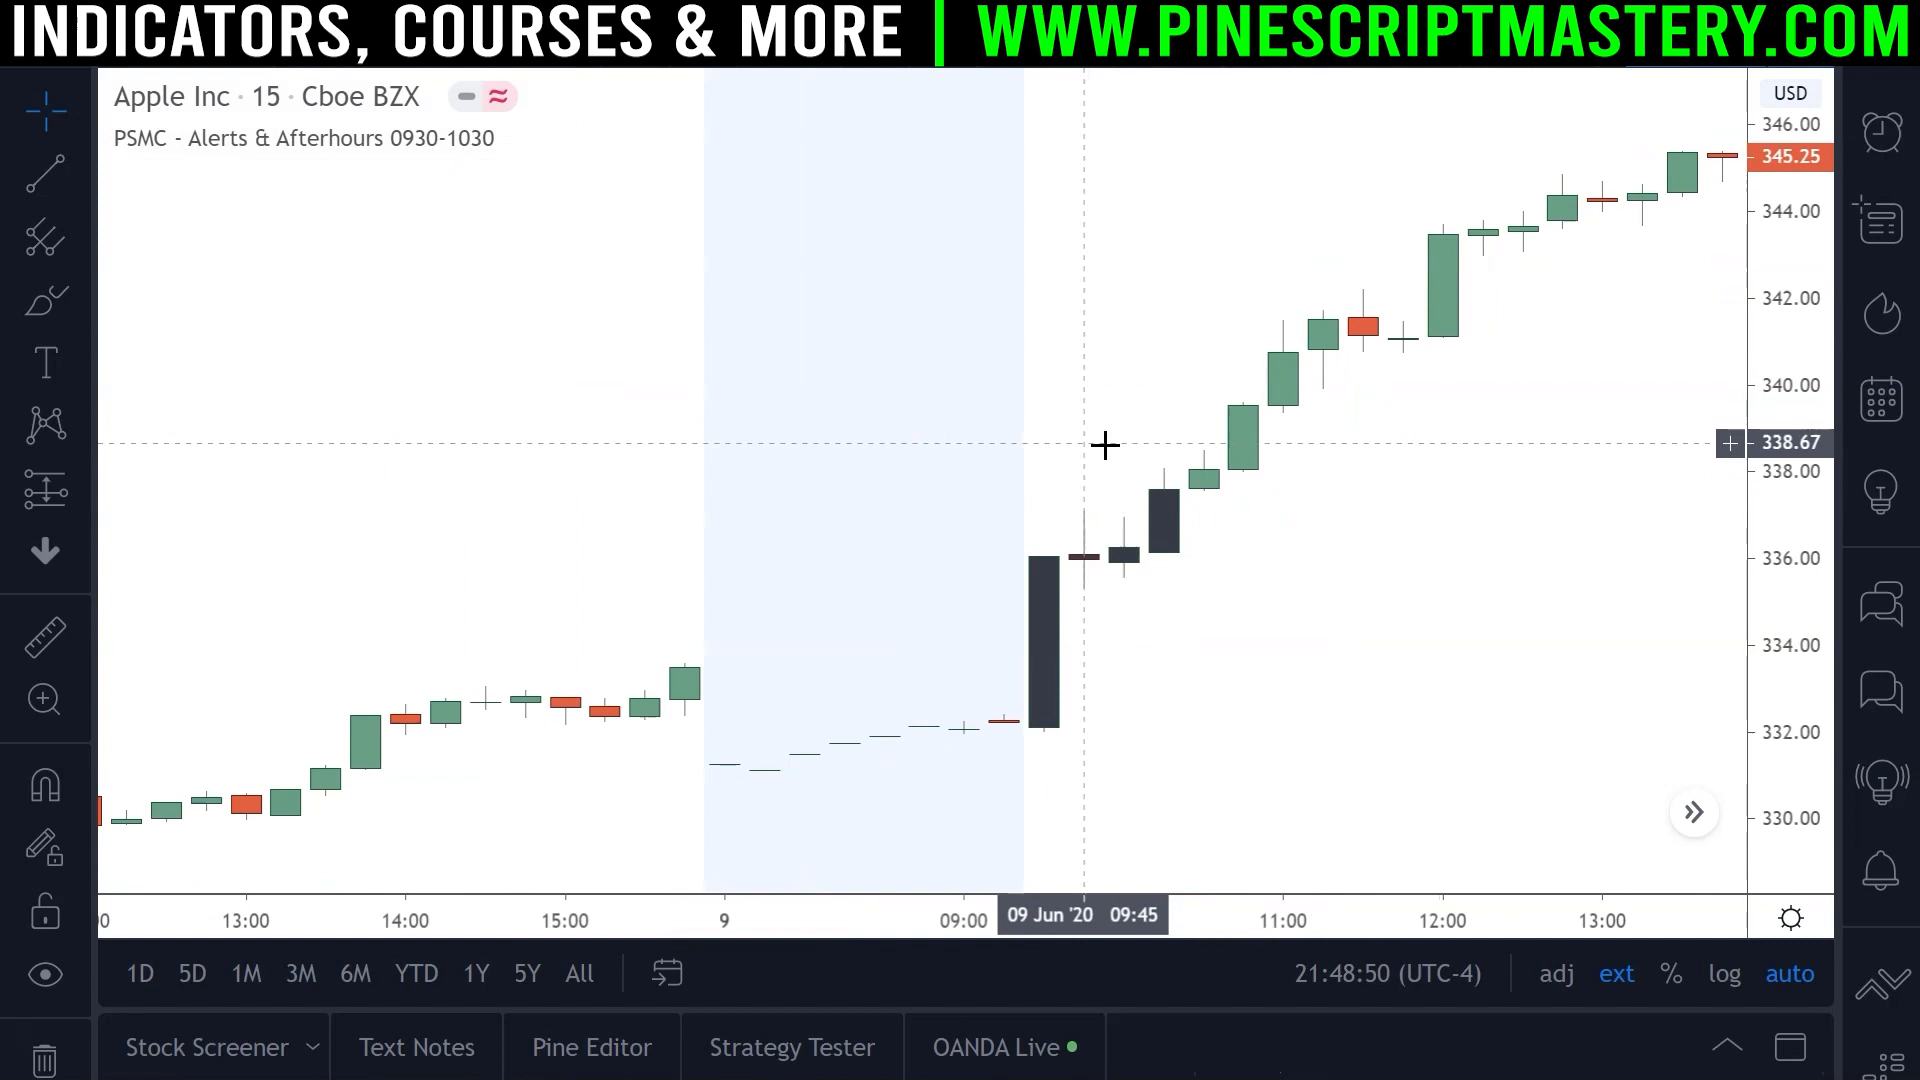 INDICATORS, COURSES & MORE | WWW.PINESCRIPTMASTERY.COM
Apple Inc · 15 · Cboe BZX
PSMC - Alerts & Afterhours 0930-1030
USD
346.00
345.25
344.00
342.00
340.00
338.67
338.00
336.00
334.00
332.00
330.00
00 13:00 14:00 15:00 9 09:00 09 Jun '20 09:45 11:00 12:00 13:00
1D 5D 1M 3M 6M YTD 1Y 5Y All 21:48:50 (UTC-4) adj ext % log auto
Stock Screener Text Notes Pine Editor Strategy Tester OANDA Live